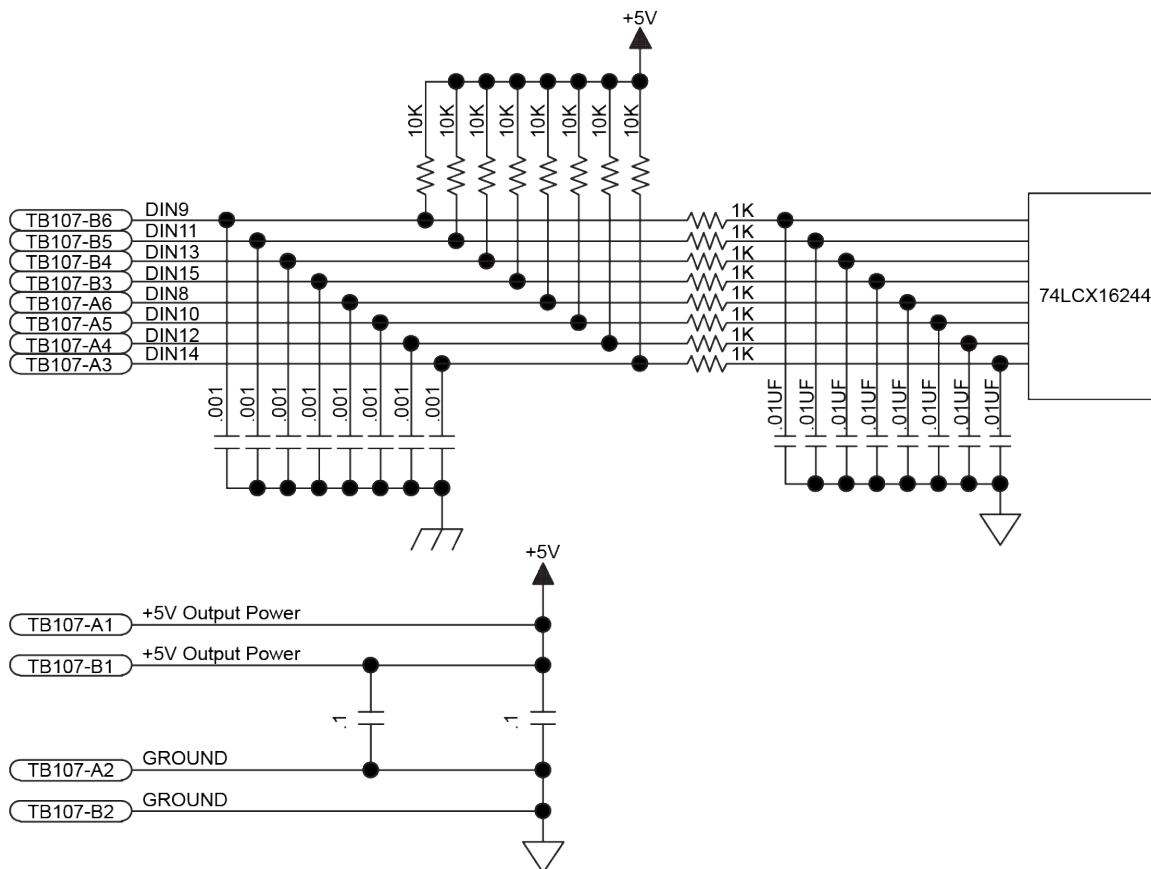 +5V
10K 10K 10K 10K 10K 10K 10K 10K
TB107-B6 DIN9 1K
TB107-B5 DIN11 1K
TB107-B4 DIN13 1K
TB107-B3 DIN15 1K
TB107-A6 DIN8 1K
TB107-A5 DIN10 1K
TB107-A4 DIN12 1K
TB107-A3 DIN14 1K
74LCX16244
.001 .001 .001 .001 .001 .001 .001 .001
.01UF .01UF .01UF .01UF .01UF .01UF .01UF .01UF
+5V
TB107-A1 +5V Output Power
TB107-B1 +5V Output Power
.1 .1
TB107-A2 GROUND
TB107-B2 GROUND